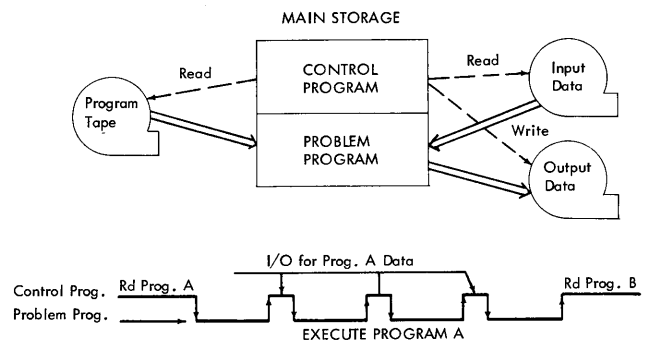 MAIN STORAGE
CONTROL
PROGRAM
Read
Read
Program
Tape
Input
Data
Write
PROBLEM
PROGRAM
Output
Data
I/O for Prog. A Data
Control Prog.
Rd Prog. A
Rd Prog. B
Problem Prog.
EXECUTE PROGRAM A